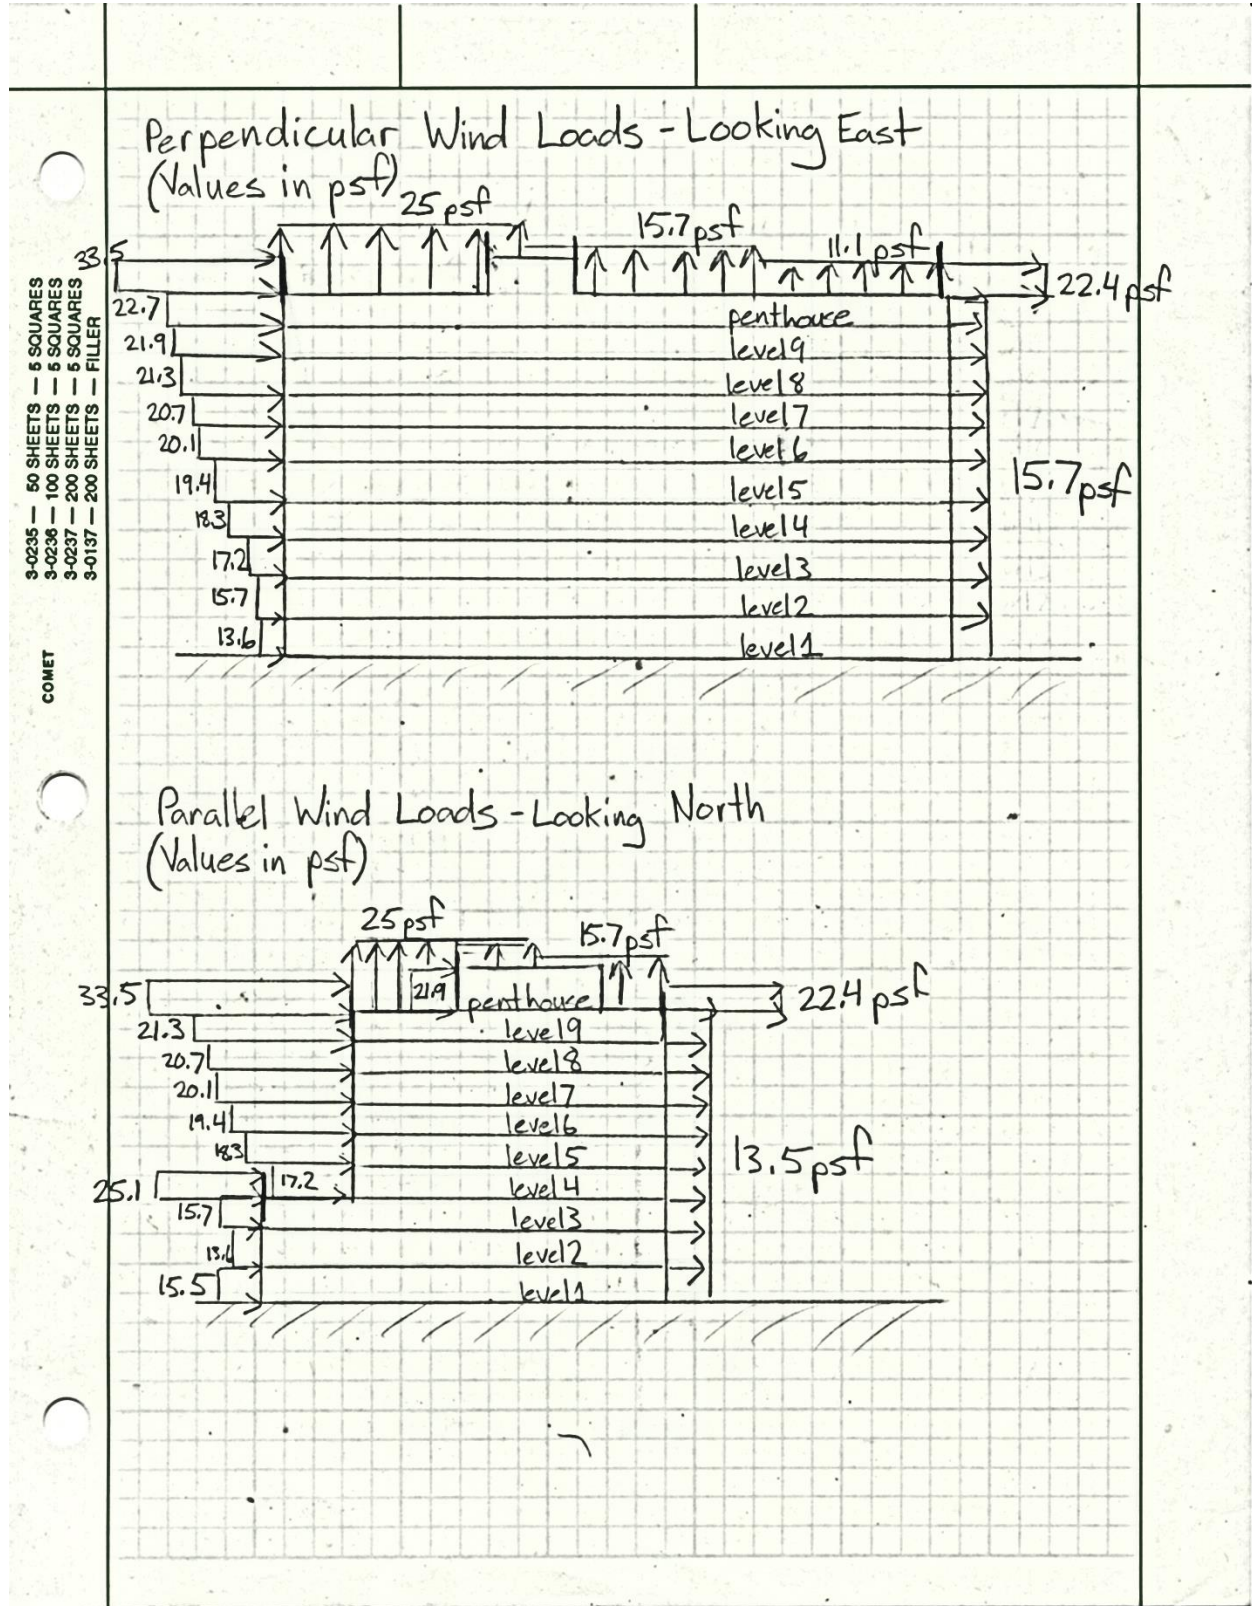 Perpendicular Wind Loads - Looking East
(Values in psf)
25 psf
15.7 psf
11.1 psf
33.5
22.4 psf
22.7
penthouse
21.9
level 9
21.3
level 8
20.7
level 7
20.1
level 6
19.4
level 5
15.7 psf
18.3
level 4
17.2
level 3
15.7
level 2
13.6
level 1
3-0235 — 50 SHEETS — 5 SQUARES
3-0236 — 100 SHEETS — 5 SQUARES
3-0237 — 200 SHEETS — 5 SQUARES
3-0137 — 200 SHEETS — FILLER
COMET
Parallel Wind Loads - Looking North
(Values in psf)
25 psf
15.7 psf
33.5
21.9
penthouse
22.4 psf
21.3
level 9
20.7
level 8
20.1
level 7
19.4
level 6
18.3
level 5
13.5 psf
25.1
17.2
level 4
15.7
level 3
13.6
level 2
15.5
level 1